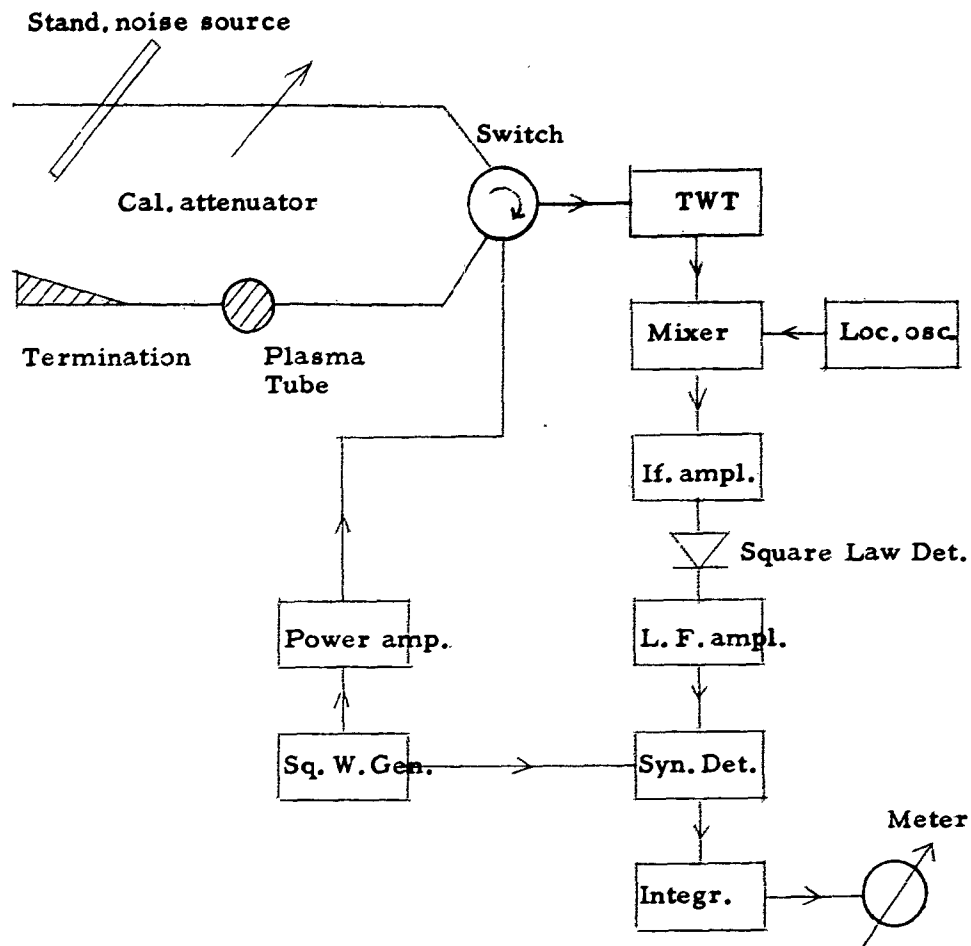 Stand. noise source
Switch
Cal. attenuator
TWT
Mixer
Loc. osc.
Termination
Plasma
Tube
If. ampl.
Square Law Det.
Power amp.
L. F. ampl.
Sq. W. Gen.
Syn. Det.
Meter
Integr.